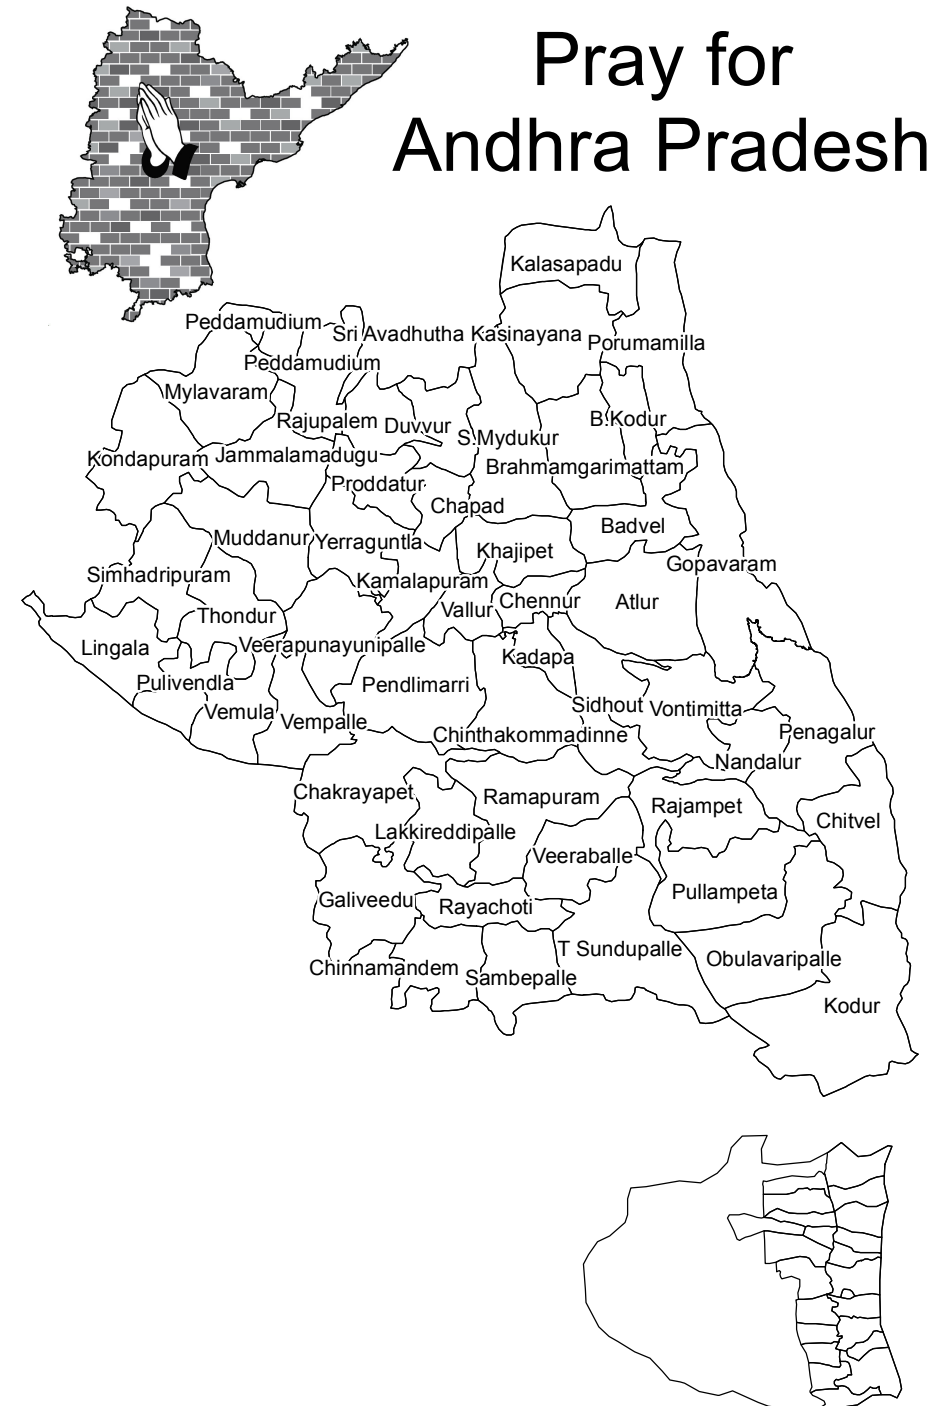 Pray for
Andhra Pradesh
Kalasapadu
Peddamudium
Sri Avadhutha Kasinayana
Porumamilla
Peddamudium
Mylavaram
Rajupalem
Duvvur
B.Kodur
S.Mydukur
Kondapuram
Jammalamadugu
Brahmamgarimattam
Proddatur
Chapad
Badvel
Muddanur
Yerraguntla
Khajipet
Gopavaram
Simhadripuram
Kamalapuram
Vallur
Chennur
Atlur
Thondur
Lingala
Veerapunayunipalle
Kadapa
Pulivendla
Pendlimarri
Vemula
Vempalle
Sidhout
Vontimitta
Chinthakommadinne
Penagalur
Nandalur
Chakrayapet
Ramapuram
Rajampet
Chitvel
Lakkireddipalle
Veeraballe
Galiveedu
Rayachoti
Pullampeta
T Sundupalle
Obulavaripalle
Chinnamandem
Sambepalle
Kodur